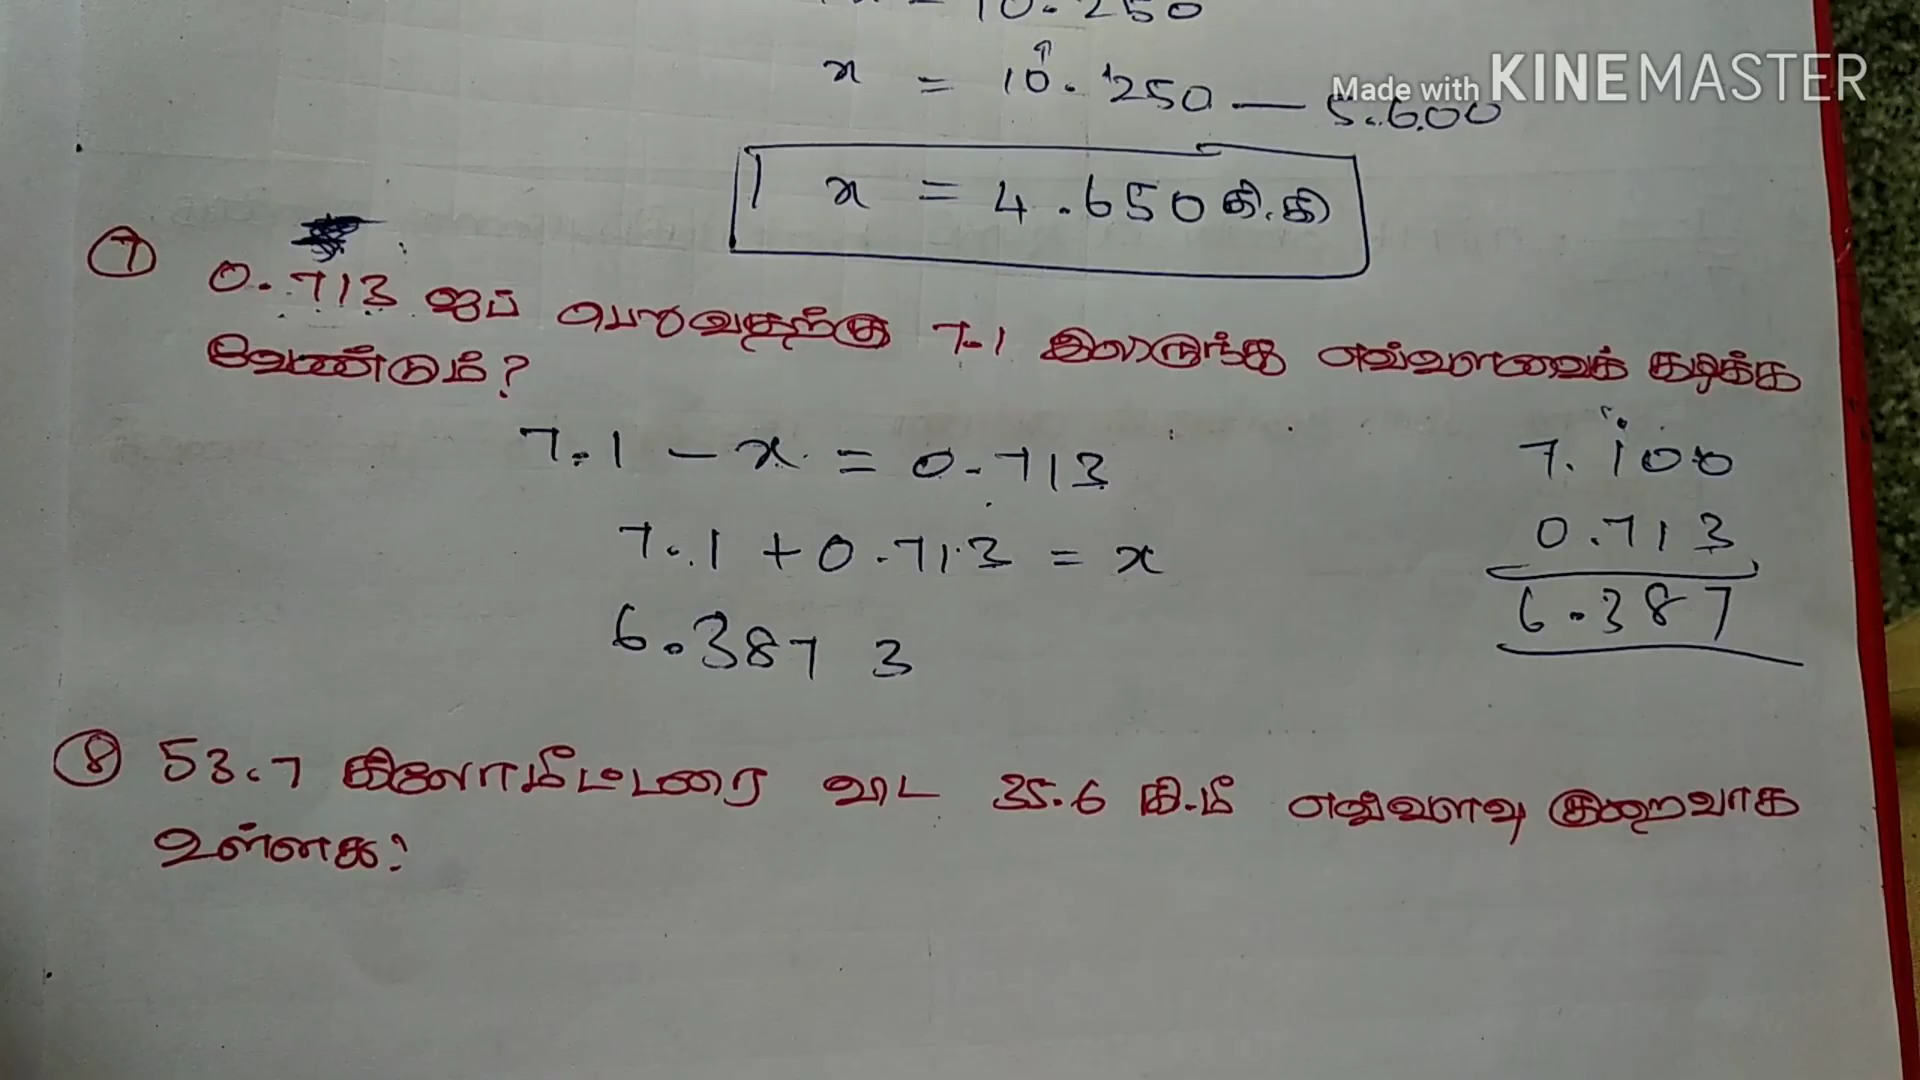 = 10.250
x = 10.250 — 5.600
Made with KINEMASTER
x = 4.650 கி.கி
7 0.713 ஐப் பெறுவதற்கு 7.1 இலிருந்து எவ்வளவைக் கழிக்க
வேண்டும்?
7.1 - x = 0.713
7.1 + 0.713 = x
6.387 3
7.100
0.713
6.387
8 53.7 கிலோமீட்டரை விட 35.6 கி.மீ எவ்வளவு குறைவாக
உள்ளது?